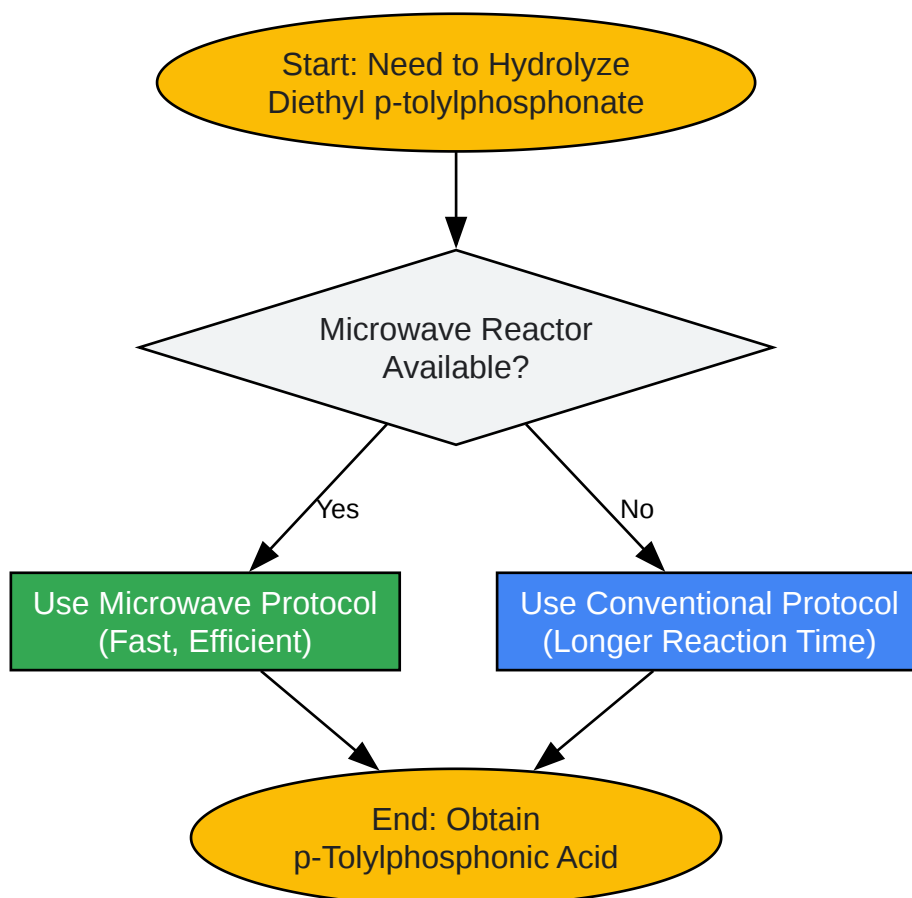 Start: Need to Hydrolyze
Diethyl p-tolylphosphonate
Microwave Reactor
Available?
Yes
No
Use Microwave Protocol
(Fast, Efficient)
Use Conventional Protocol
(Longer Reaction Time)
End: Obtain
p-Tolylphosphonic Acid